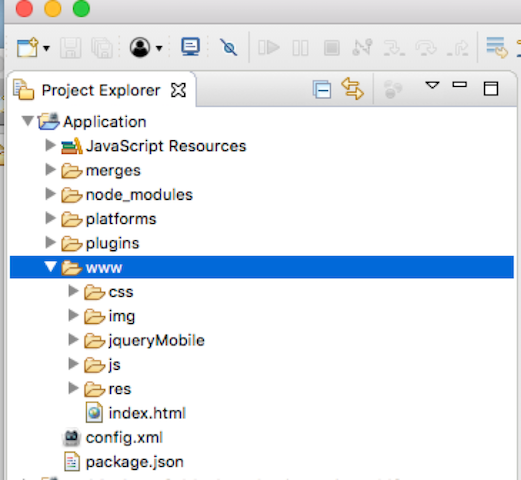 Project Explorer
Application
JavaScript Resources
merges
node_modules
platforms
plugins
www
css
img
jqueryMobile
js
res
index.html
config.xml
package.json